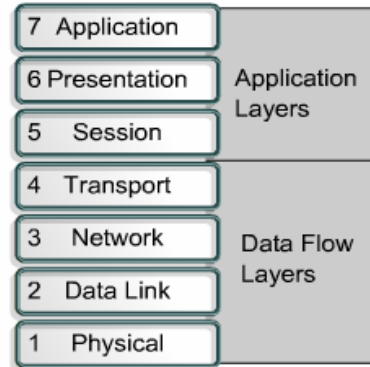 7 Application
6 Presentation
5 Session
Application
Layers
4 Transport
3 Network
2 Data Link
1 Physical
Data Flow
Layers